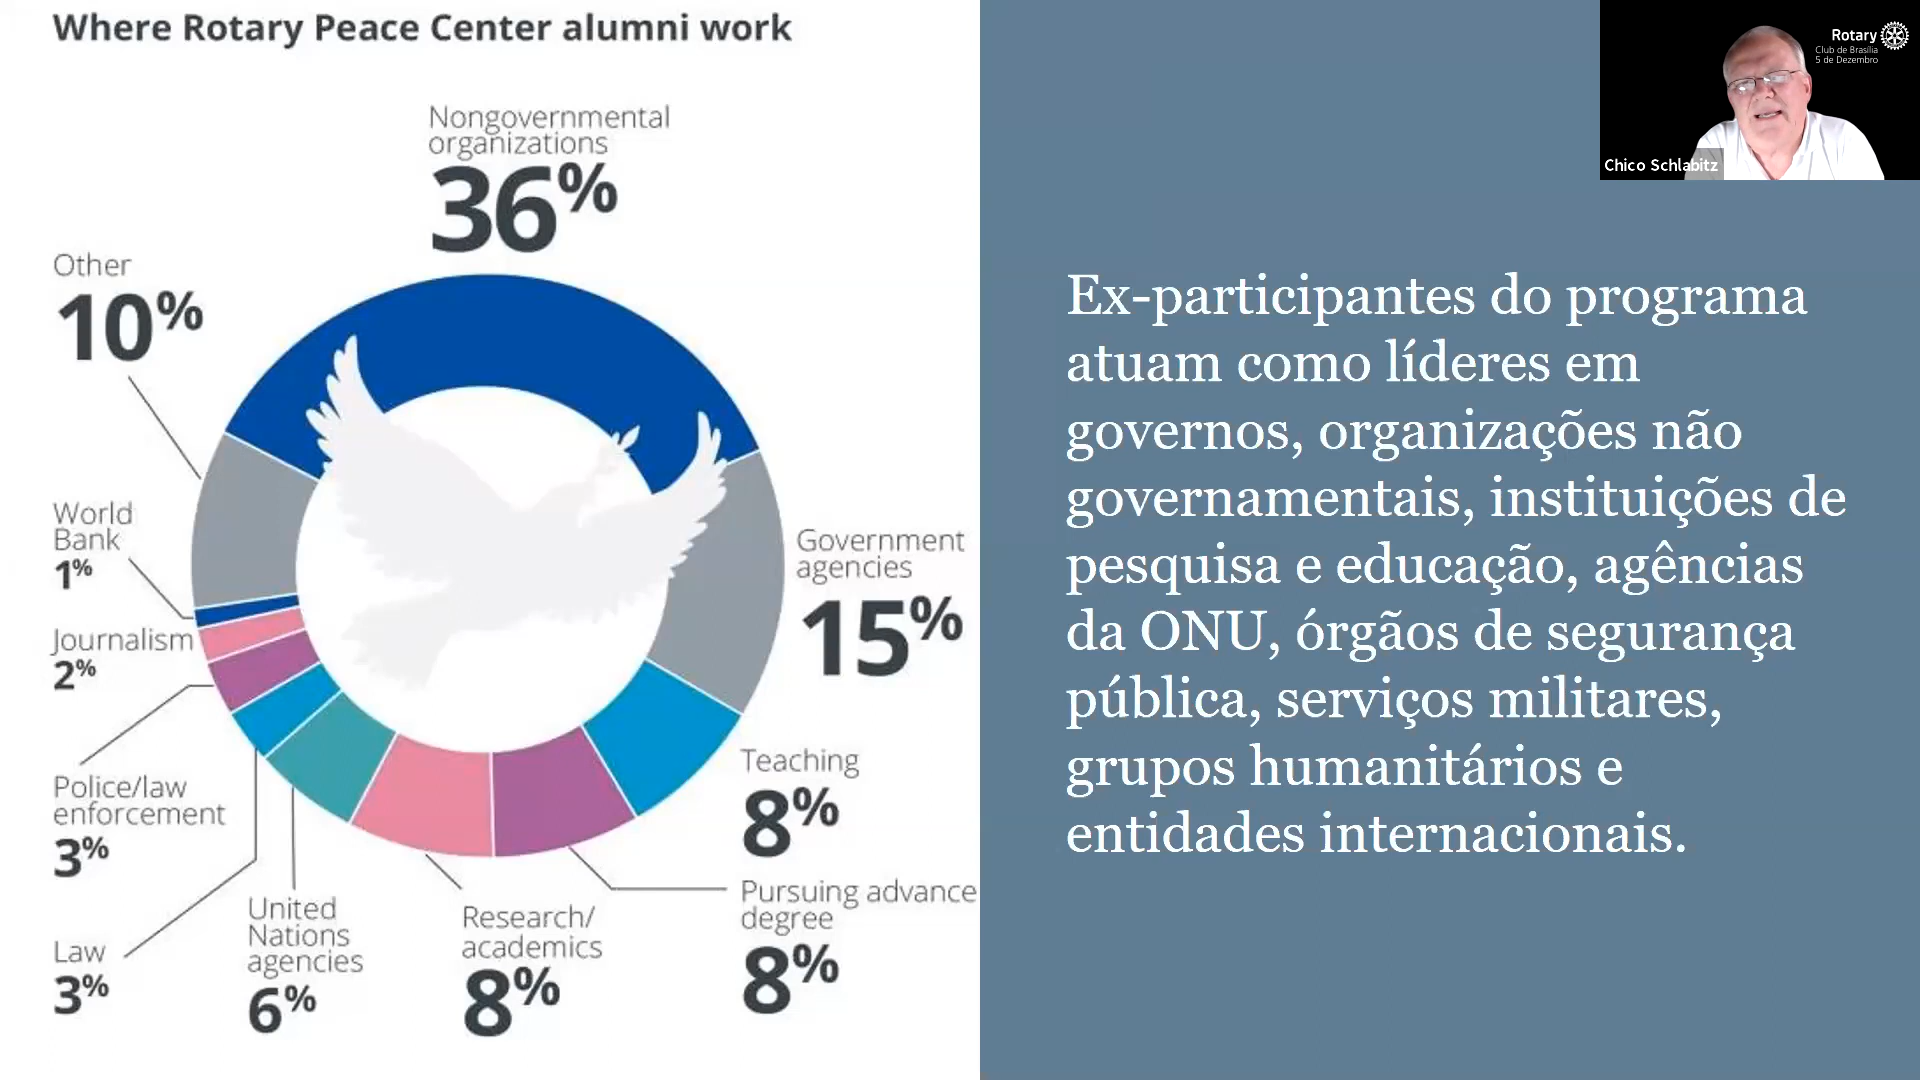 Where Rotary Peace Center alumni work
Nongovernmental
organizations
36%
Other
10%
World
Bank
1%
Journalism
2%
Police/law
enforcement
3%
Law
3%
United
Nations
agencies
6%
Research/
academics
8%
Pursuing advance
degree
8%
Teaching
8%
Government
agencies
15%
Ex-participantes do programa
atuam como líderes em
governos, organizações não
governamentais, instituições de
pesquisa e educação, agências
da ONU, órgãos de segurança
pública, serviços militares,
grupos humanitários e
entidades internacionais.
Rotary
Club de Brasília
5 de Dezembro
Chico Schlabitz